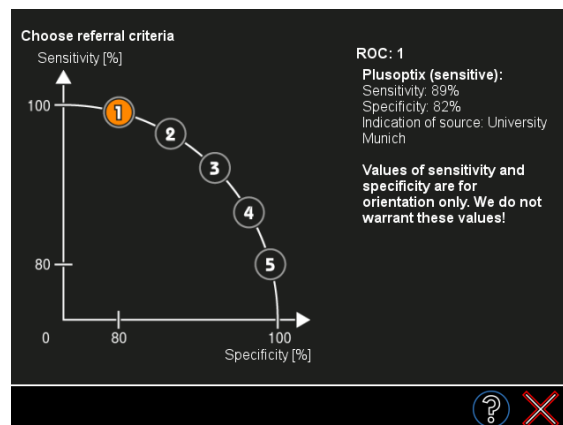 Choose referral criteria
Sensitivity [%]
100
80
0
80
100
Specificity [%]
1
2
3
4
5
ROC: 1
Plusoptix (sensitive):
Sensitivity: 89%
Specificity: 82%
Indication of source: University
Munich
Values of sensitivity and
specificity are for
orientation only. We do not
warrant these values!
?